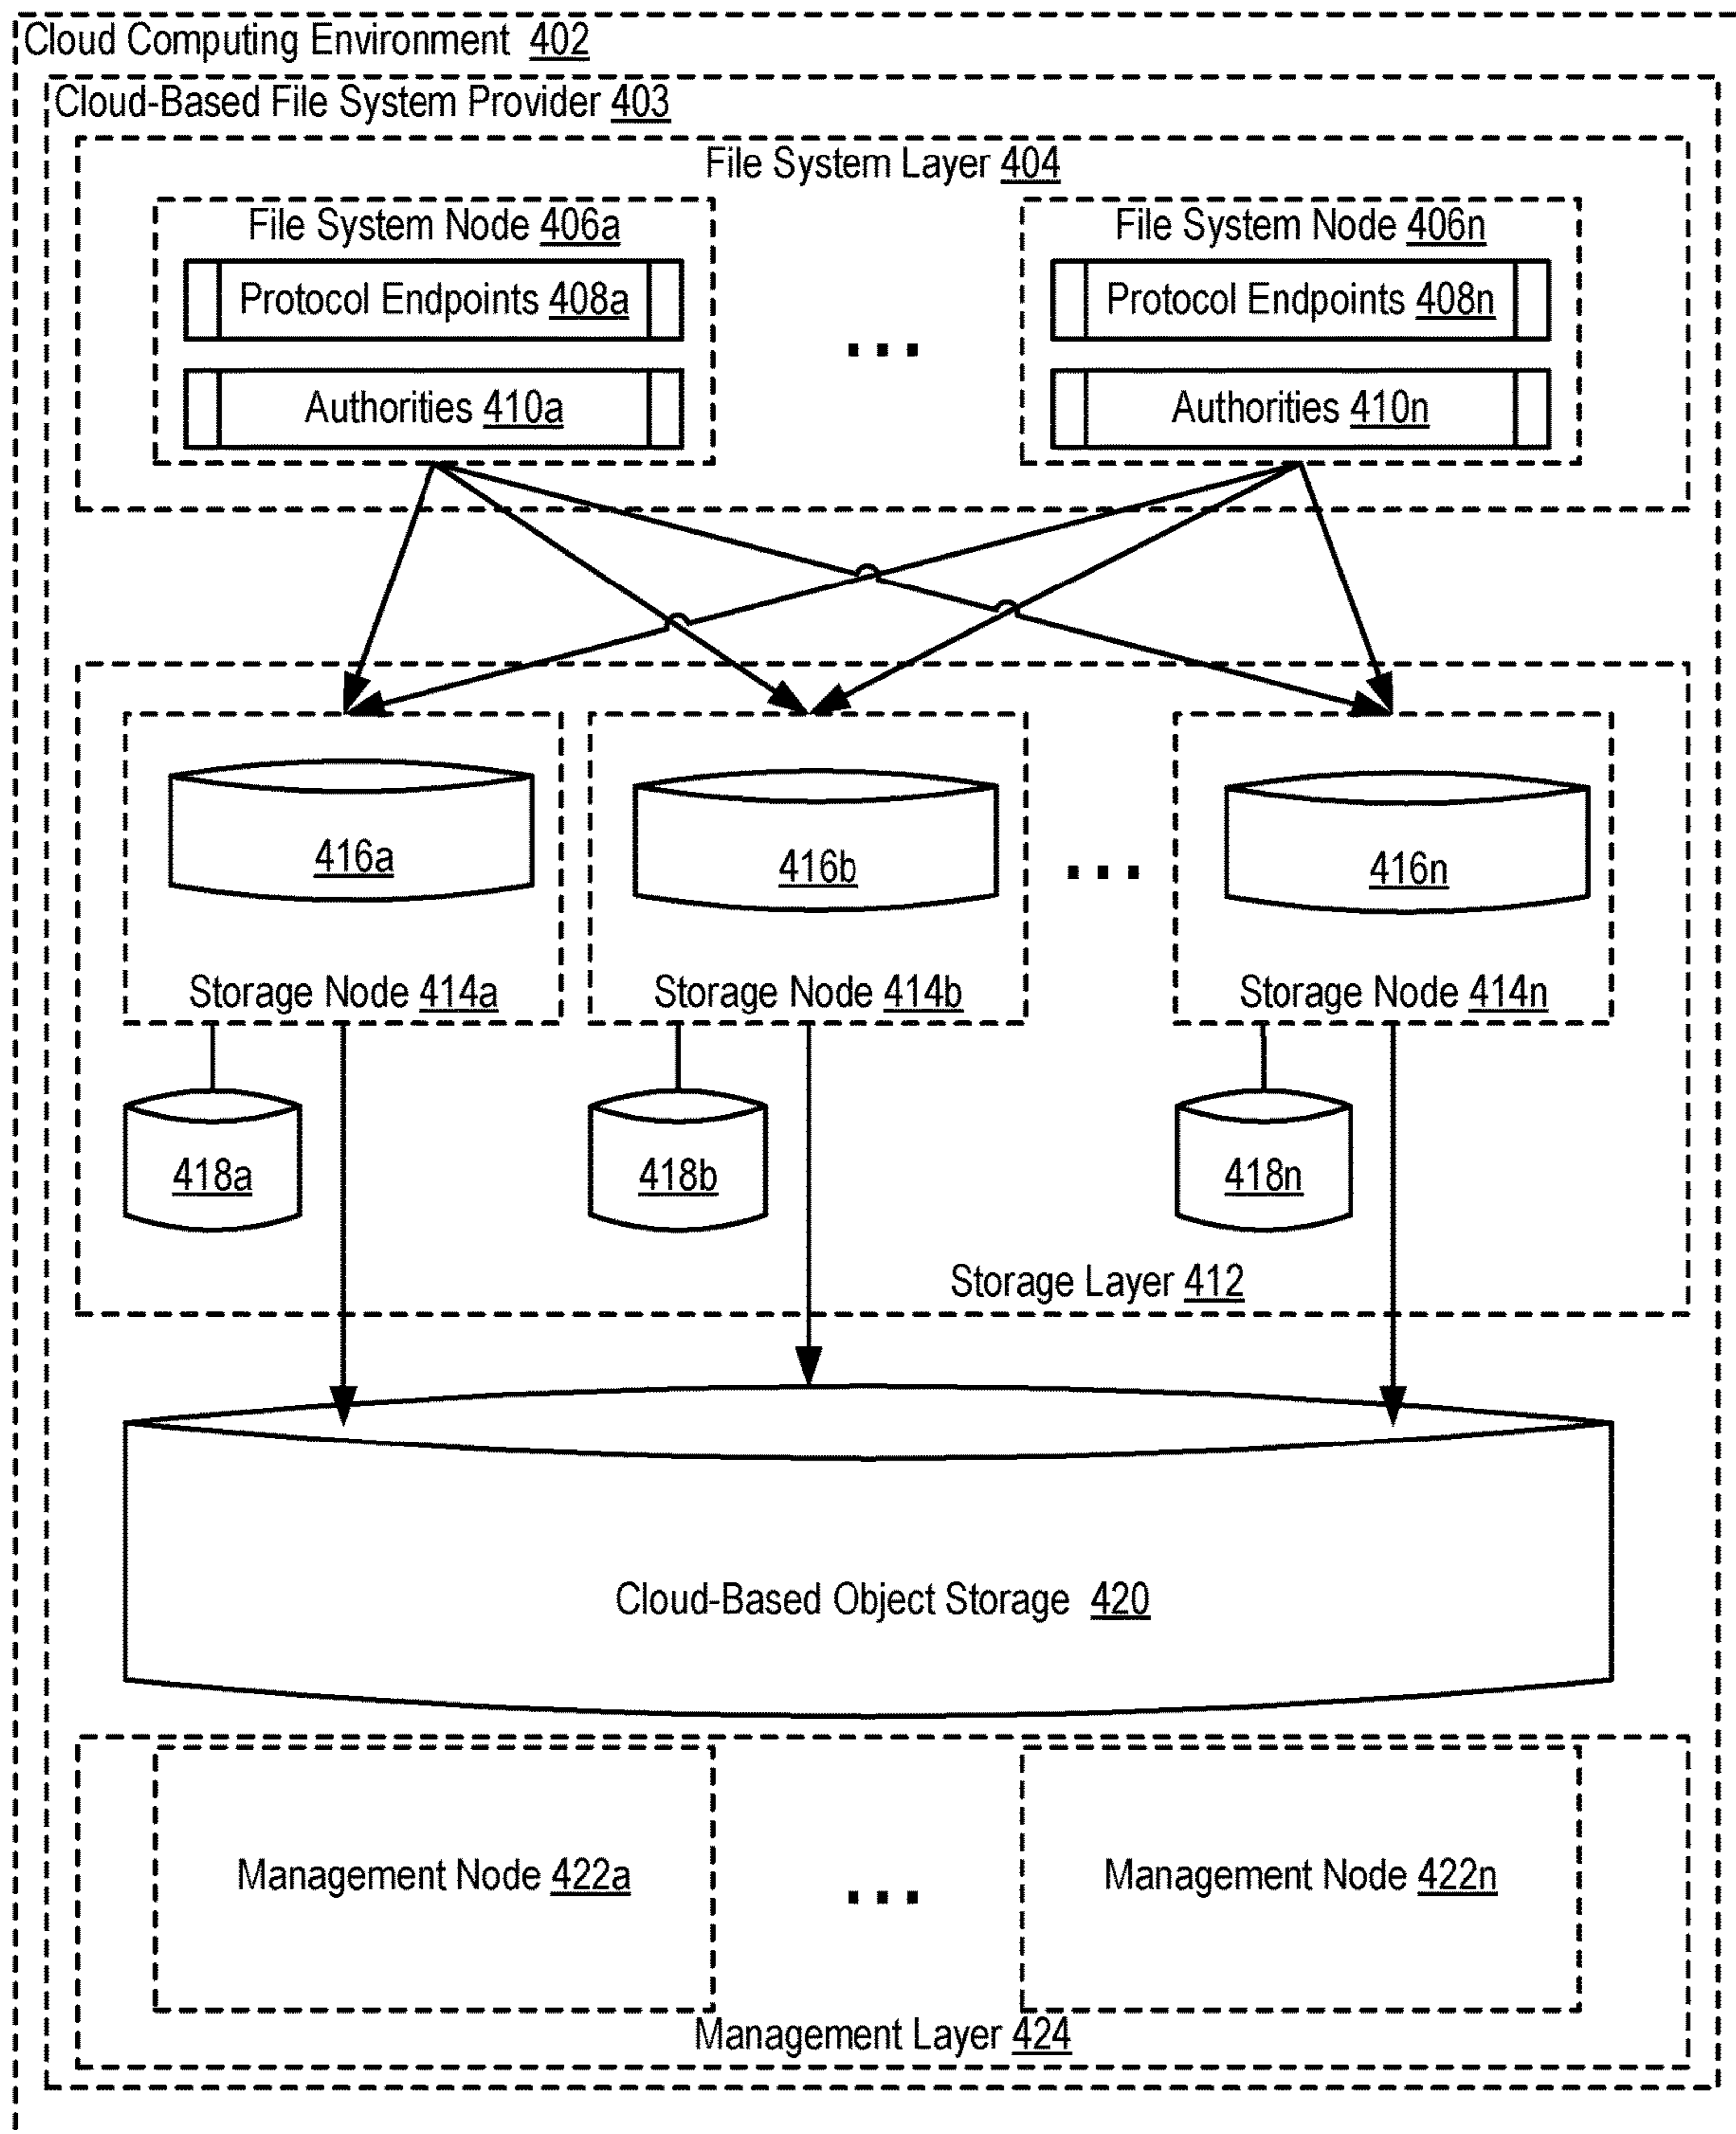 Cloud Computing Environment 402
Cloud-Based File System Provider 403
File System Layer 404
File System Node 406a
Protocol Endpoints 408a
Authorities 410a
...
File System Node 406n
Protocol Endpoints 408n
Authorities 410n
416a
Storage Node 414a
416b
Storage Node 414b
...
416n
Storage Node 414n
418a
418b
418n
Storage Layer 412
Cloud-Based Object Storage 420
Management Node 422a
...
Management Node 422n
Management Layer 424